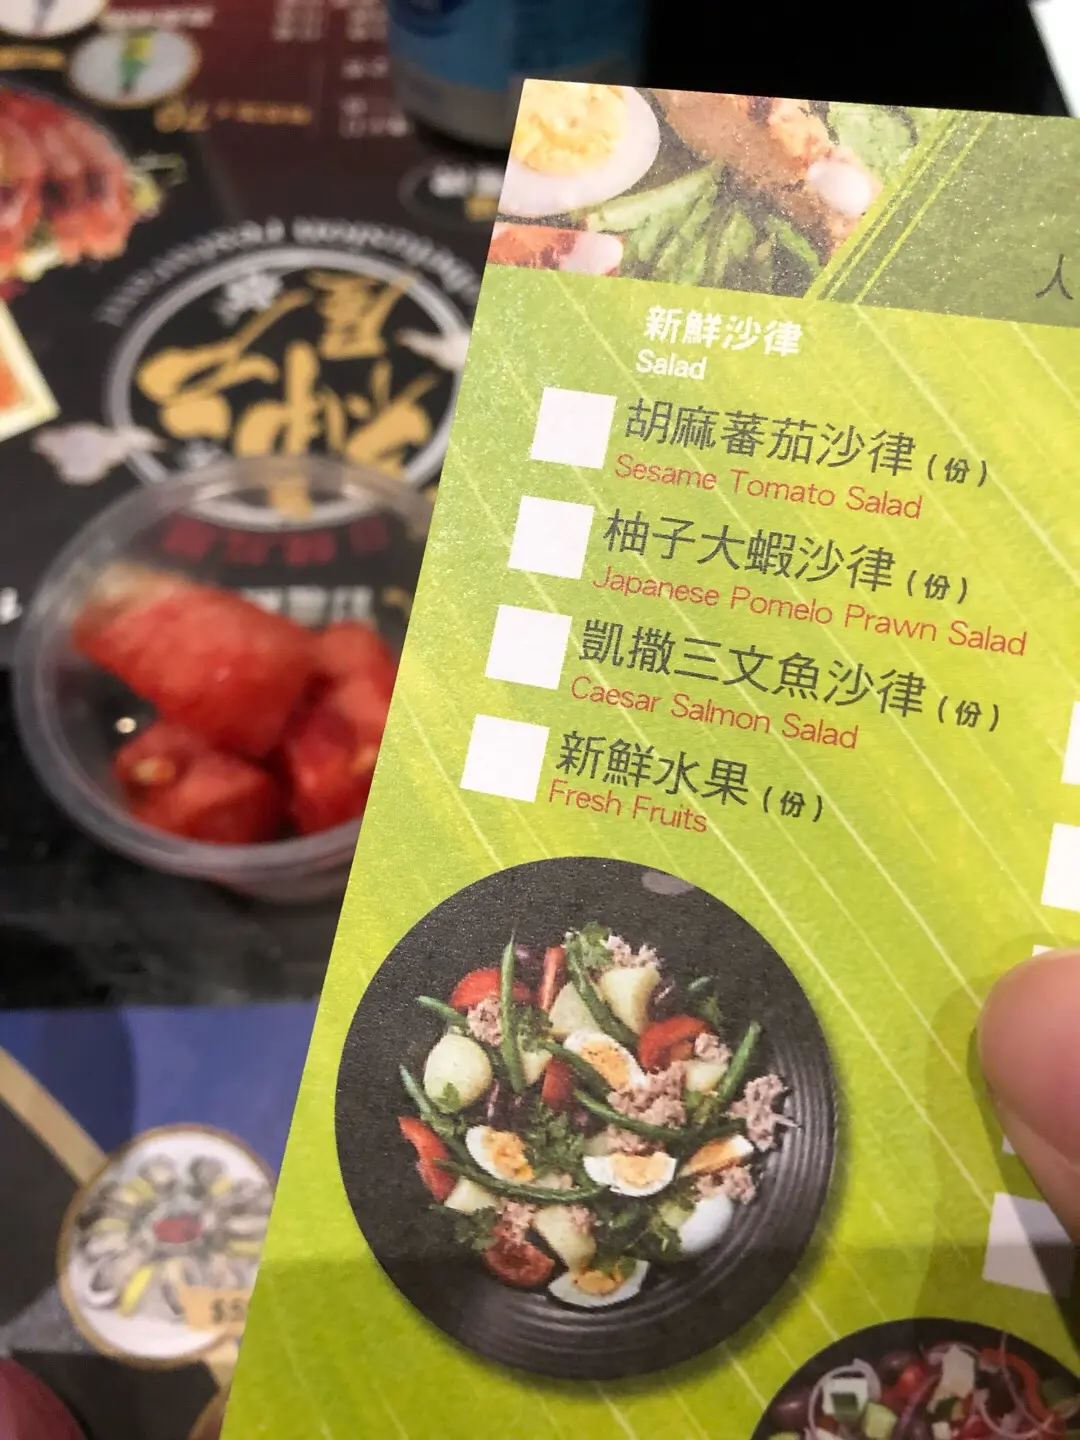 人
新鮮沙律
Salad
胡麻蕃茄沙律(份)
Sesame Tomato Salad
柚子大蝦沙律(份)
Japanese Pomelo Prawn Salad
凱撒三文魚沙律(份)
Caesar Salmon Salad
新鮮水果(份)
Fresh Fruits